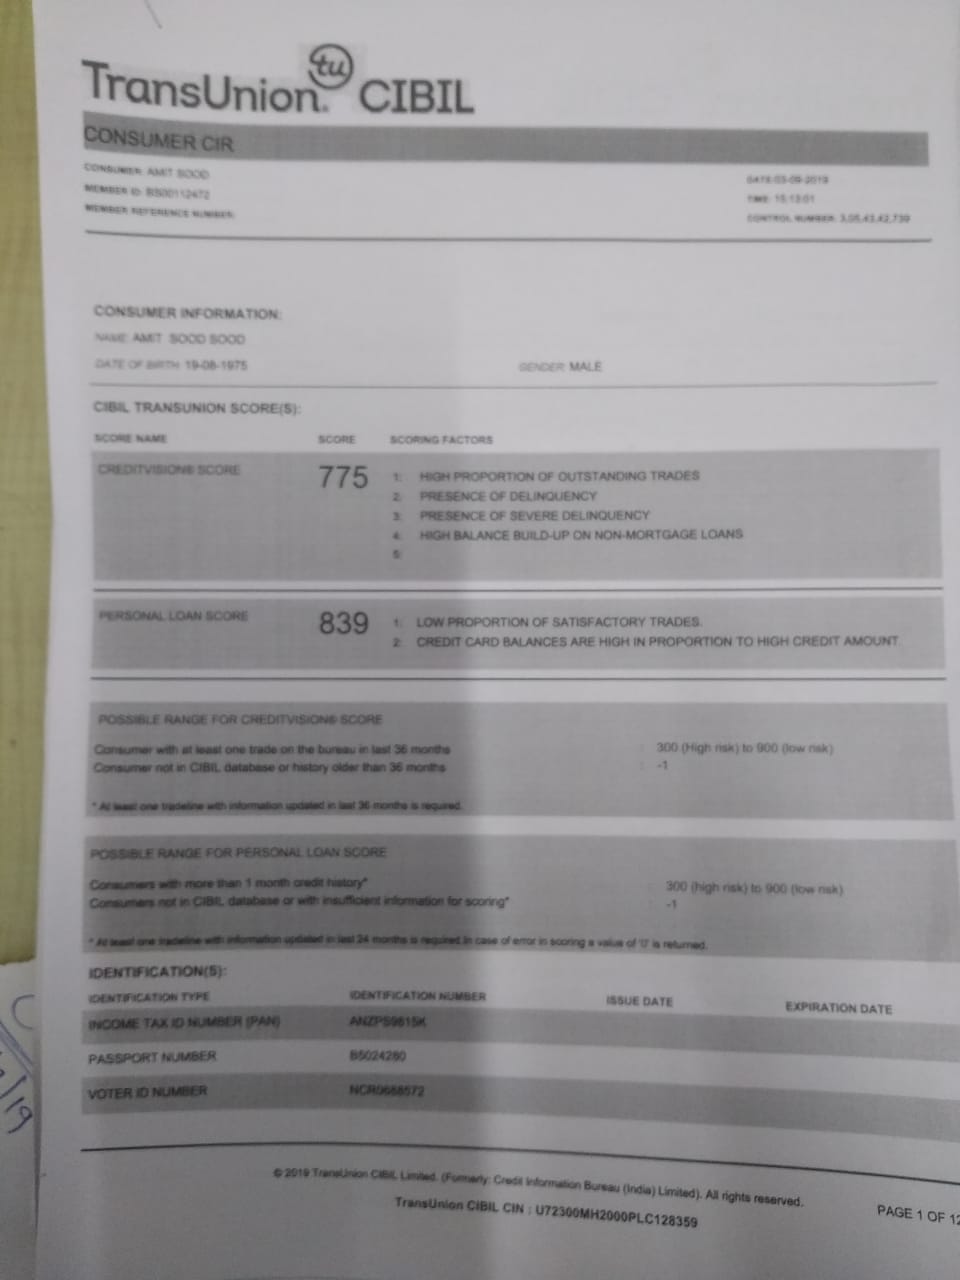 tu
TransUnion. CIBIL
CONSUMER CIR
CONSUMER: AMIT SOOD
MEMBER ID:
MEMBER REFERENCE NUMBER:
DATE:03-09-2019
TIME: 15:13:01
CONTROL NUMBER: 3,05,43,42,739
CONSUMER INFORMATION:
NAME: AMIT SOOD SOOD
DATE OF BIRTH: 19-08-1975 GENDER: MALE
CIBIL TRANSUNION SCORE(S):
SCORE NAME SCORE SCORING FACTORS
CREDITVISION® SCORE 775 1: HIGH PROPORTION OF OUTSTANDING TRADES
2: PRESENCE OF DELINQUENCY
3: PRESENCE OF SEVERE DELINQUENCY
4: HIGH BALANCE BUILD-UP ON NON-MORTGAGE LOANS
5:
PERSONAL LOAN SCORE 839 1: LOW PROPORTION OF SATISFACTORY TRADES.
2: CREDIT CARD BALANCES ARE HIGH IN PROPORTION TO HIGH CREDIT AMOUNT.
POSSIBLE RANGE FOR CREDITVISION® SCORE
Consumer with at least one trade on the bureau in last 36 months : 300 (High risk) to 900 (low risk)
Consumer not in CIBIL database or history older than 36 months : -1
* At least one tradeline with information updated in last 36 months is required.
POSSIBLE RANGE FOR PERSONAL LOAN SCORE
Consumers with more than 1 month credit history* : 300 (high risk) to 900 (low risk)
Consumers not in CIBIL database or with insufficient information for scoring* : -1
* At least one tradeline with information updated in last 24 months is required.In case of error in scoring a value of '0' is returned.
IDENTIFICATION(S):
IDENTIFICATION TYPE IDENTIFICATION NUMBER ISSUE DATE EXPIRATION DATE
INCOME TAX ID NUMBER (PAN) ANZPS9815K
PASSPORT NUMBER B5024280
VOTER ID NUMBER
© 2019 TransUnion CIBIL Limited. (Formerly: Credit Information Bureau (India) Limited). All rights reserved.
TransUnion CIBIL CIN : U72300MH2000PLC128359
PAGE 1 OF 12